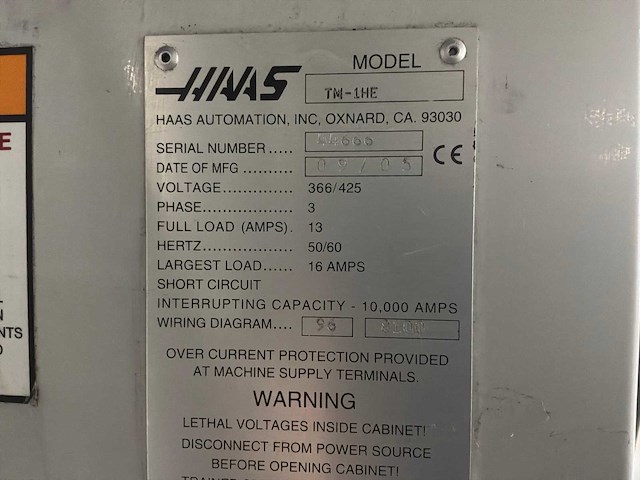 HAAS
MODEL
TM-1HE
HAAS AUTOMATION, INC, OXNARD, CA. 93030
SERIAL NUMBER.....
DATE OF MFG .......... 09/05
CE
VOLTAGE.............. 366/425
PHASE................... 3
FULL LOAD (AMPS). 13
HERTZ.................. 50/60
LARGEST LOAD...... 16 AMPS
SHORT CIRCUIT
INTERRUPTING CAPACITY - 10,000 AMPS
WIRING DIAGRAM.... 96
OVER CURRENT PROTECTION PROVIDED
AT MACHINE SUPPLY TERMINALS.
WARNING
LETHAL VOLTAGES INSIDE CABINET!
DISCONNECT FROM POWER SOURCE
BEFORE OPENING CABINET!
E
N
NTS